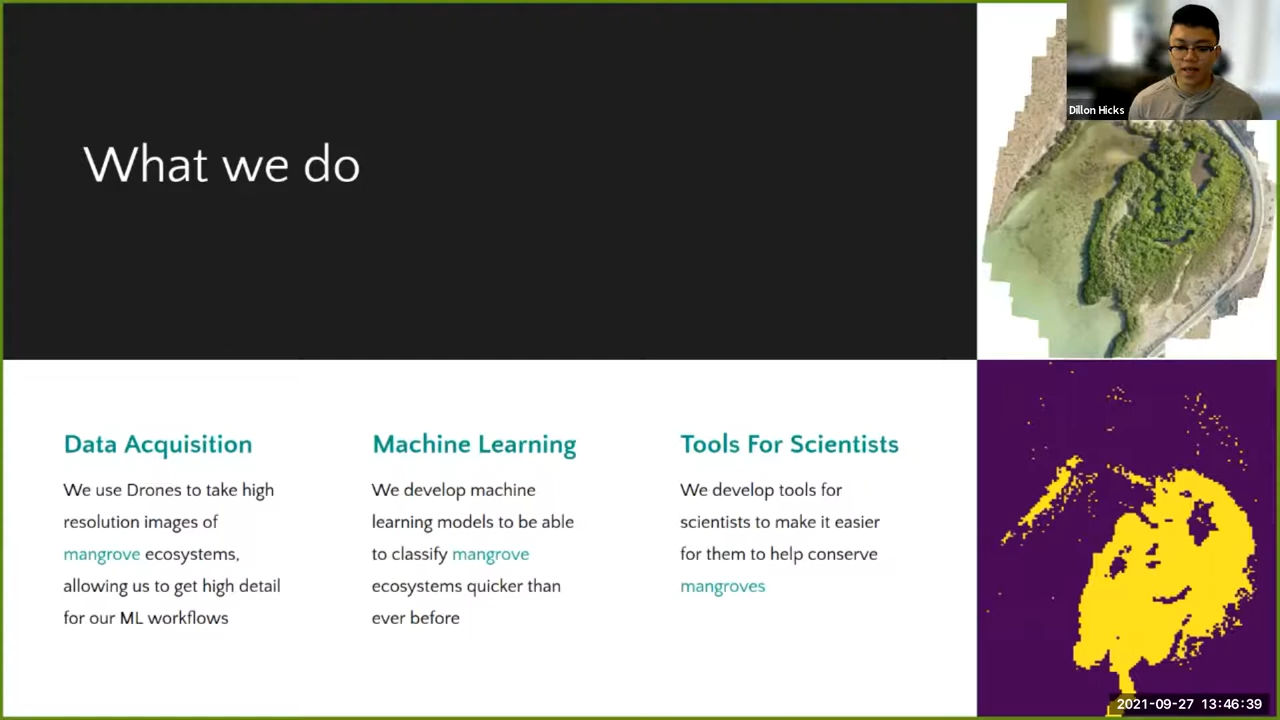 What we do
Dillon Hicks
Data Acquisition
We use Drones to take high
resolution images of
mangrove ecosystems,
allowing us to get high detail
for our ML workflows
Machine Learning
We develop machine
learning models to be able
to classify mangrove
ecosystems quicker than
ever before
Tools For Scientists
We develop tools for
scientists to make it easier
for them to help conserve
mangroves
2021-09-27 13:46:39